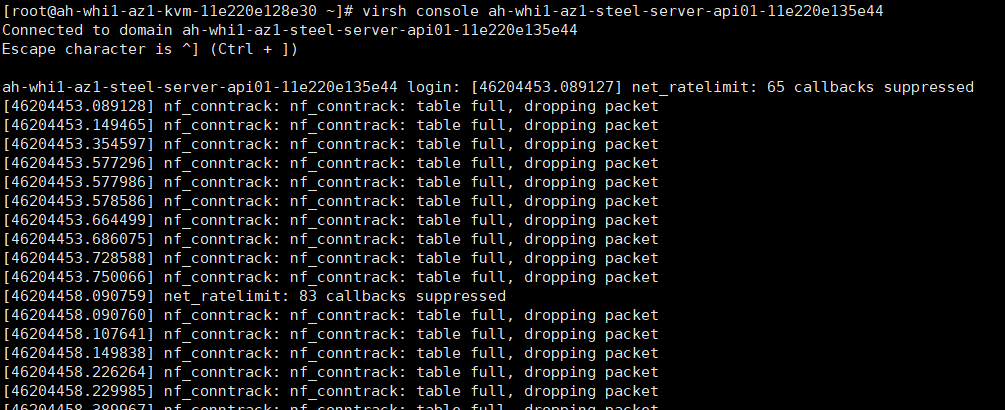 [root@ah-whi1-az1-kvm-11e220e128e30 ~]# virsh console ah-whi1-az1-steel-server-api01-11e220e135e44
Connected to domain ah-whi1-az1-steel-server-api01-11e220e135e44
Escape character is ^] (Ctrl + ])
ah-whi1-az1-steel-server-api01-11e220e135e44 login: [46204453.089127] net_ratelimit: 65 callbacks suppressed
[46204453.089128] nf_conntrack: nf_conntrack: table full, dropping packet
[46204453.149465] nf_conntrack: nf_conntrack: table full, dropping packet
[46204453.354597] nf_conntrack: nf_conntrack: table full, dropping packet
[46204453.577296] nf_conntrack: nf_conntrack: table full, dropping packet
[46204453.577986] nf_conntrack: nf_conntrack: table full, dropping packet
[46204453.578586] nf_conntrack: nf_conntrack: table full, dropping packet
[46204453.664499] nf_conntrack: nf_conntrack: table full, dropping packet
[46204453.686075] nf_conntrack: nf_conntrack: table full, dropping packet
[46204453.728588] nf_conntrack: nf_conntrack: table full, dropping packet
[46204453.750066] nf_conntrack: nf_conntrack: table full, dropping packet
[46204458.090759] net_ratelimit: 83 callbacks suppressed
[46204458.090760] nf_conntrack: nf_conntrack: table full, dropping packet
[46204458.107641] nf_conntrack: nf_conntrack: table full, dropping packet
[46204458.149838] nf_conntrack: nf_conntrack: table full, dropping packet
[46204458.226264] nf_conntrack: nf_conntrack: table full, dropping packet
[46204458.229985] nf_conntrack: nf_conntrack: table full, dropping packet
[46204458.389967] nf_conntrack: nf_conntrack: table full, dropping packet